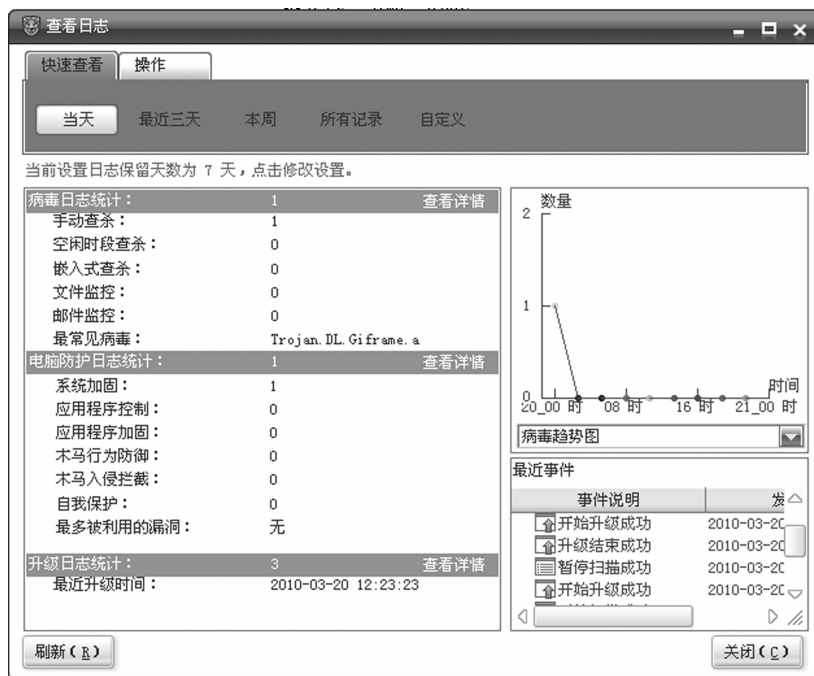 查看日志
快速查看 操作
当天 最近三天 本周 所有记录 自定义
当前设置日志保留天数为 7 天，点击修改设置。
病毒日志统计： 1 查看详情
手动查杀： 1
空闲时段查杀： 0
嵌入式查杀： 0
文件监控： 0
邮件监控： 0
最常见病毒： Trojan.DL.Giframe.a
电脑防护日志统计： 1 查看详情
系统加固： 1
应用程序控制： 0
应用程序加固： 0
木马行为防御： 0
木马入侵拦截： 0
自我保护： 0
最多被利用的漏洞： 无
升级日志统计： 3 查看详情
最近升级时间： 2010-03-20 12:23:23
数量
2
1
0
时间
20_00 时 08 时 16 时 21_00 时
病毒趋势图
最近事件
事件说明 发
开始升级成功 2010-03-20
升级结束成功 2010-03-20
暂停扫描成功 2010-03-20
开始升级成功 2010-03-20
刷新(R) 关闭(C)